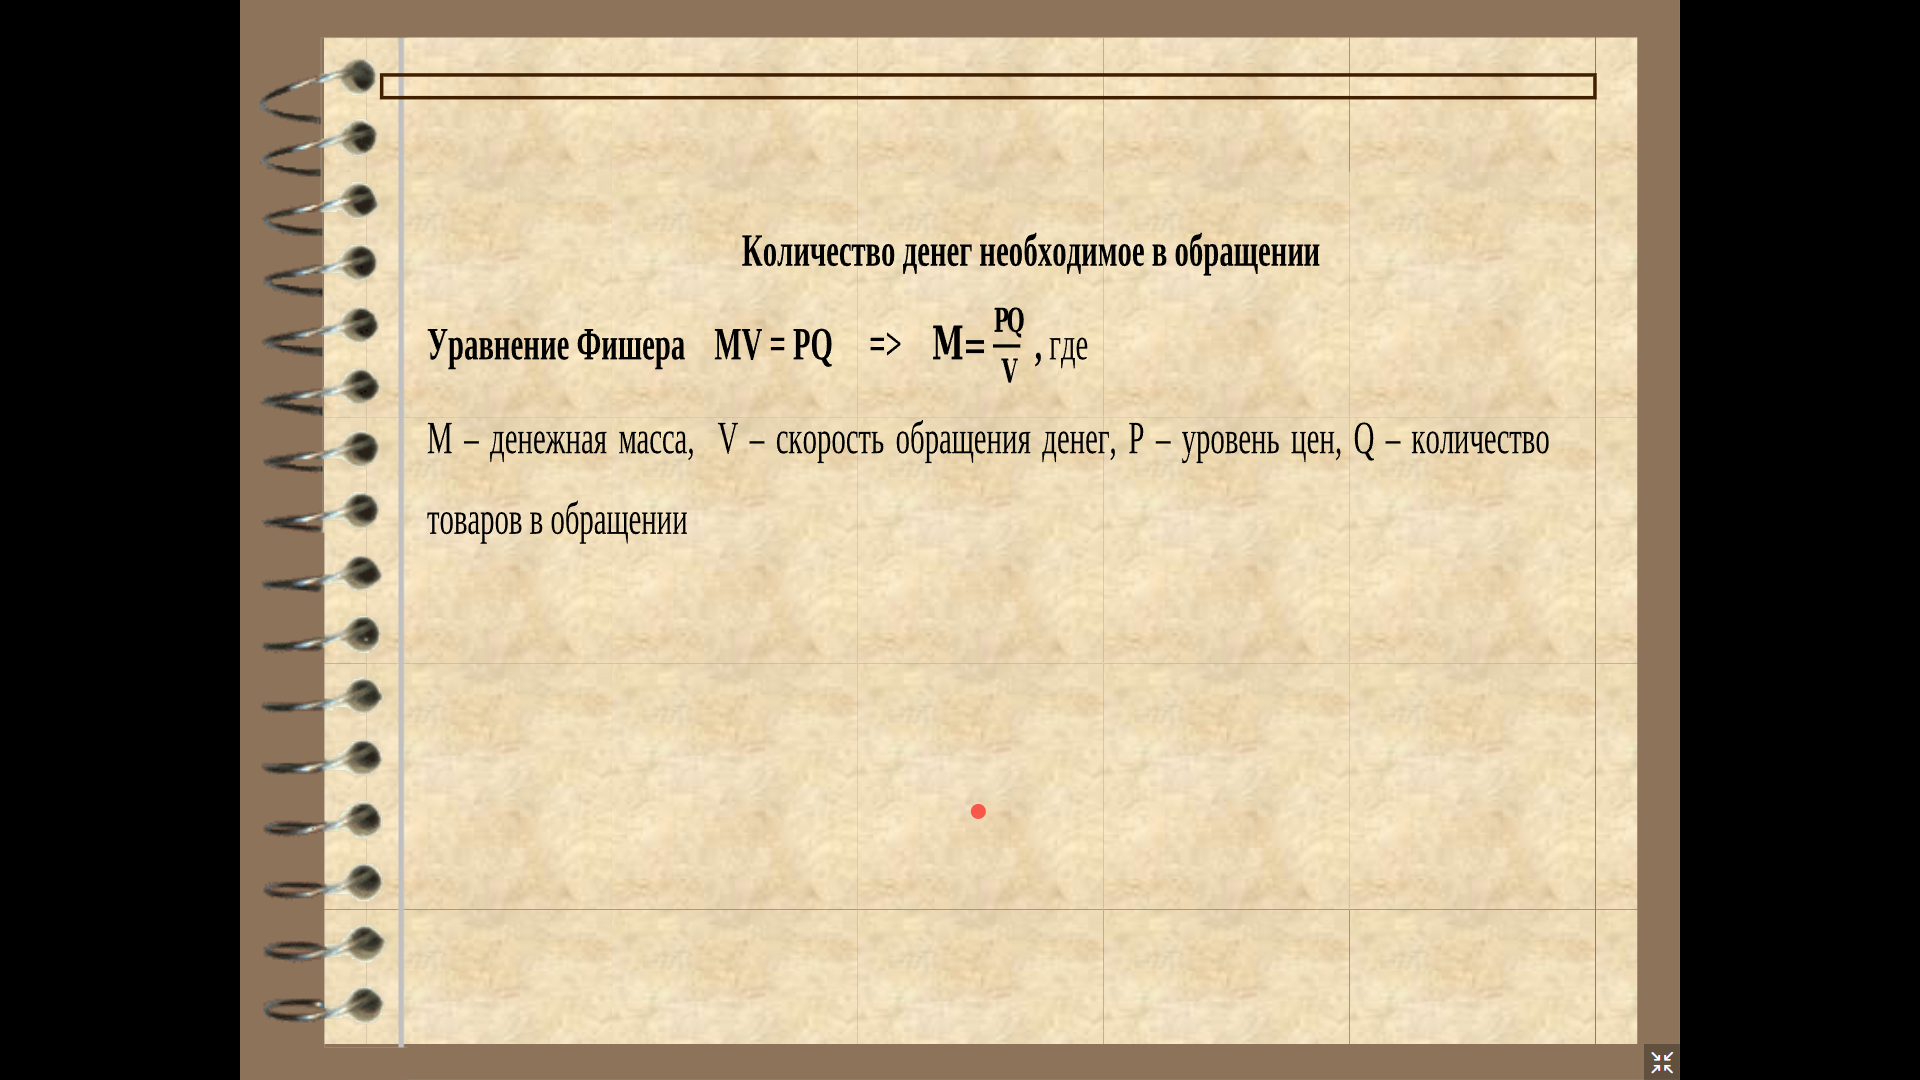 Количество денег необходимое в обращении
Уравнение Фишера MV = PQ => M= PQ/V , где
M – денежная масса, V – скорость обращения денег, P – уровень цен, Q – количество
товаров в обращении